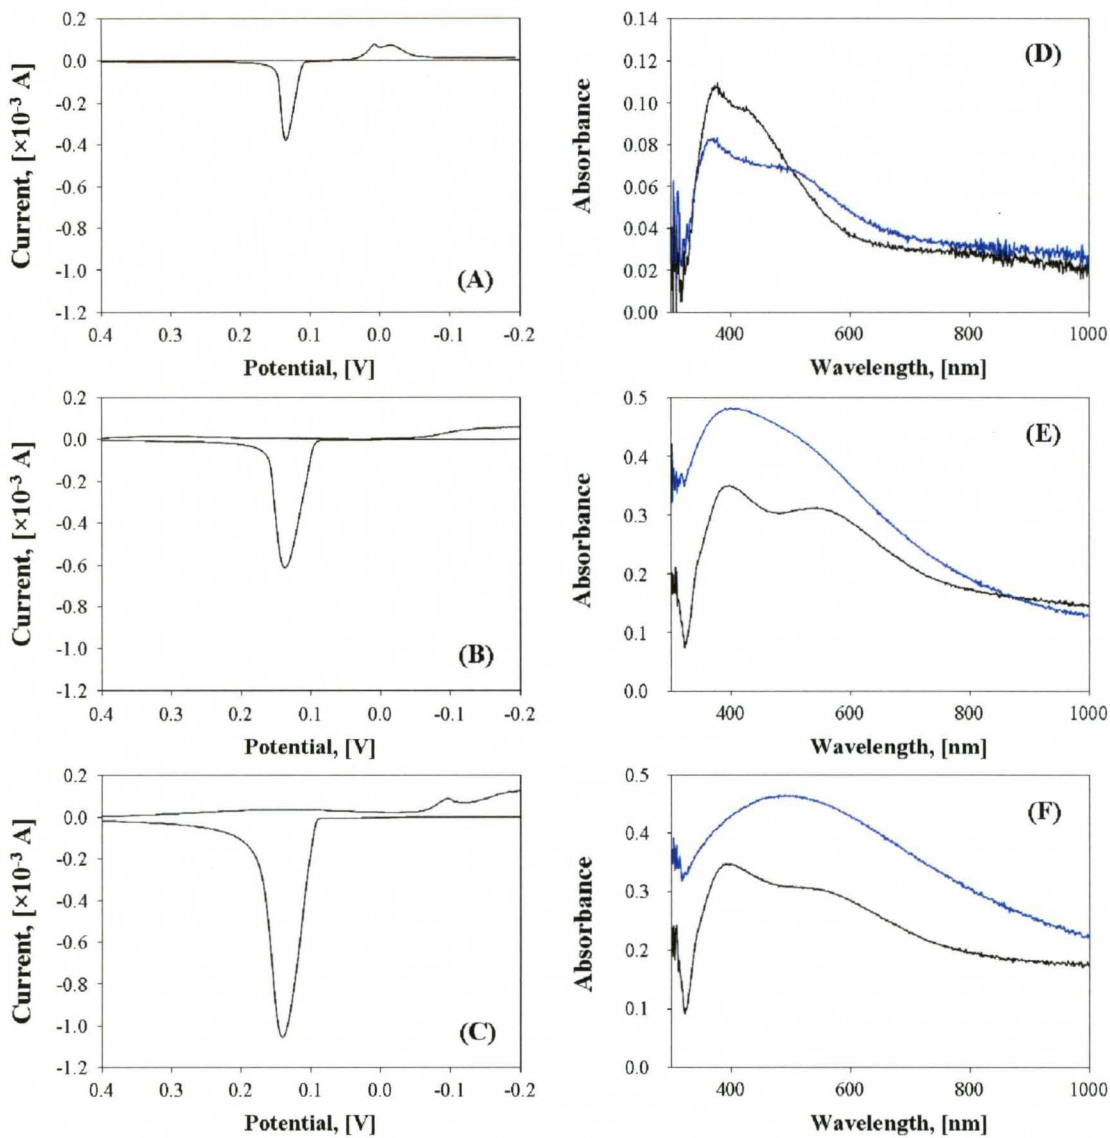 0.2
0.0
-0.2
-0.4
-0.6
-0.8
-1.0
-1.2
Current, [×10⁻³ A]
(A)
0.4 0.3 0.2 0.1 0.0 -0.1 -0.2
Potential, [V]
0.14
0.12
0.10
0.08
0.06
0.04
0.02
0.00
Absorbance
(D)
400 600 800 1000
Wavelength, [nm]
0.2
0.0
-0.2
-0.4
-0.6
-0.8
-1.0
-1.2
Current, [×10⁻³ A]
(B)
0.4 0.3 0.2 0.1 0.0 -0.1 -0.2
Potential, [V]
0.5
0.4
0.3
0.2
0.1
0.0
Absorbance
(E)
400 600 800 1000
Wavelength, [nm]
0.2
0.0
-0.2
-0.4
-0.6
-0.8
-1.0
-1.2
Current, [×10⁻³ A]
(C)
0.4 0.3 0.2 0.1 0.0 -0.1 -0.2
Potential, [V]
0.5
0.4
0.3
0.2
0.1
0.0
Absorbance
(F)
400 600 800 1000
Wavelength, [nm]